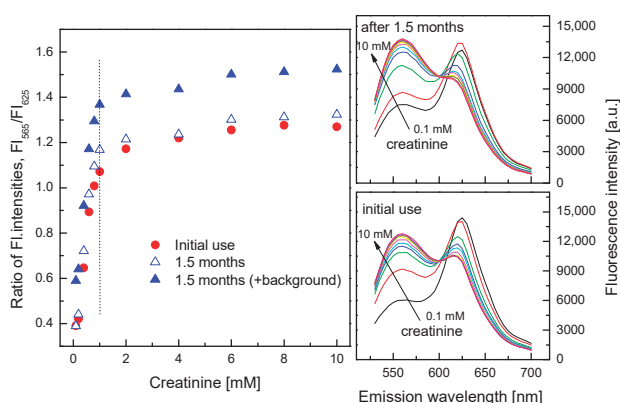 Ratio of Fl.intensities, FI565/FI625
1.6
1.4
1.2
1.0
0.8
0.6
0.4
0 2 4 6 8 10
Creatinine [mM]
Initial use
1.5 months
1.5 months (+background)
after 1.5 months
10 mM
0.1 mM
creatinine
15,000
12,000
9000
6000
3000
0
initial use
10 mM
0.1 mM
creatinine
15,000
12,000
9000
6000
3000
0
Fluorescence intensity [a.u.]
550 600 650 700
Emission wavelength [nm]